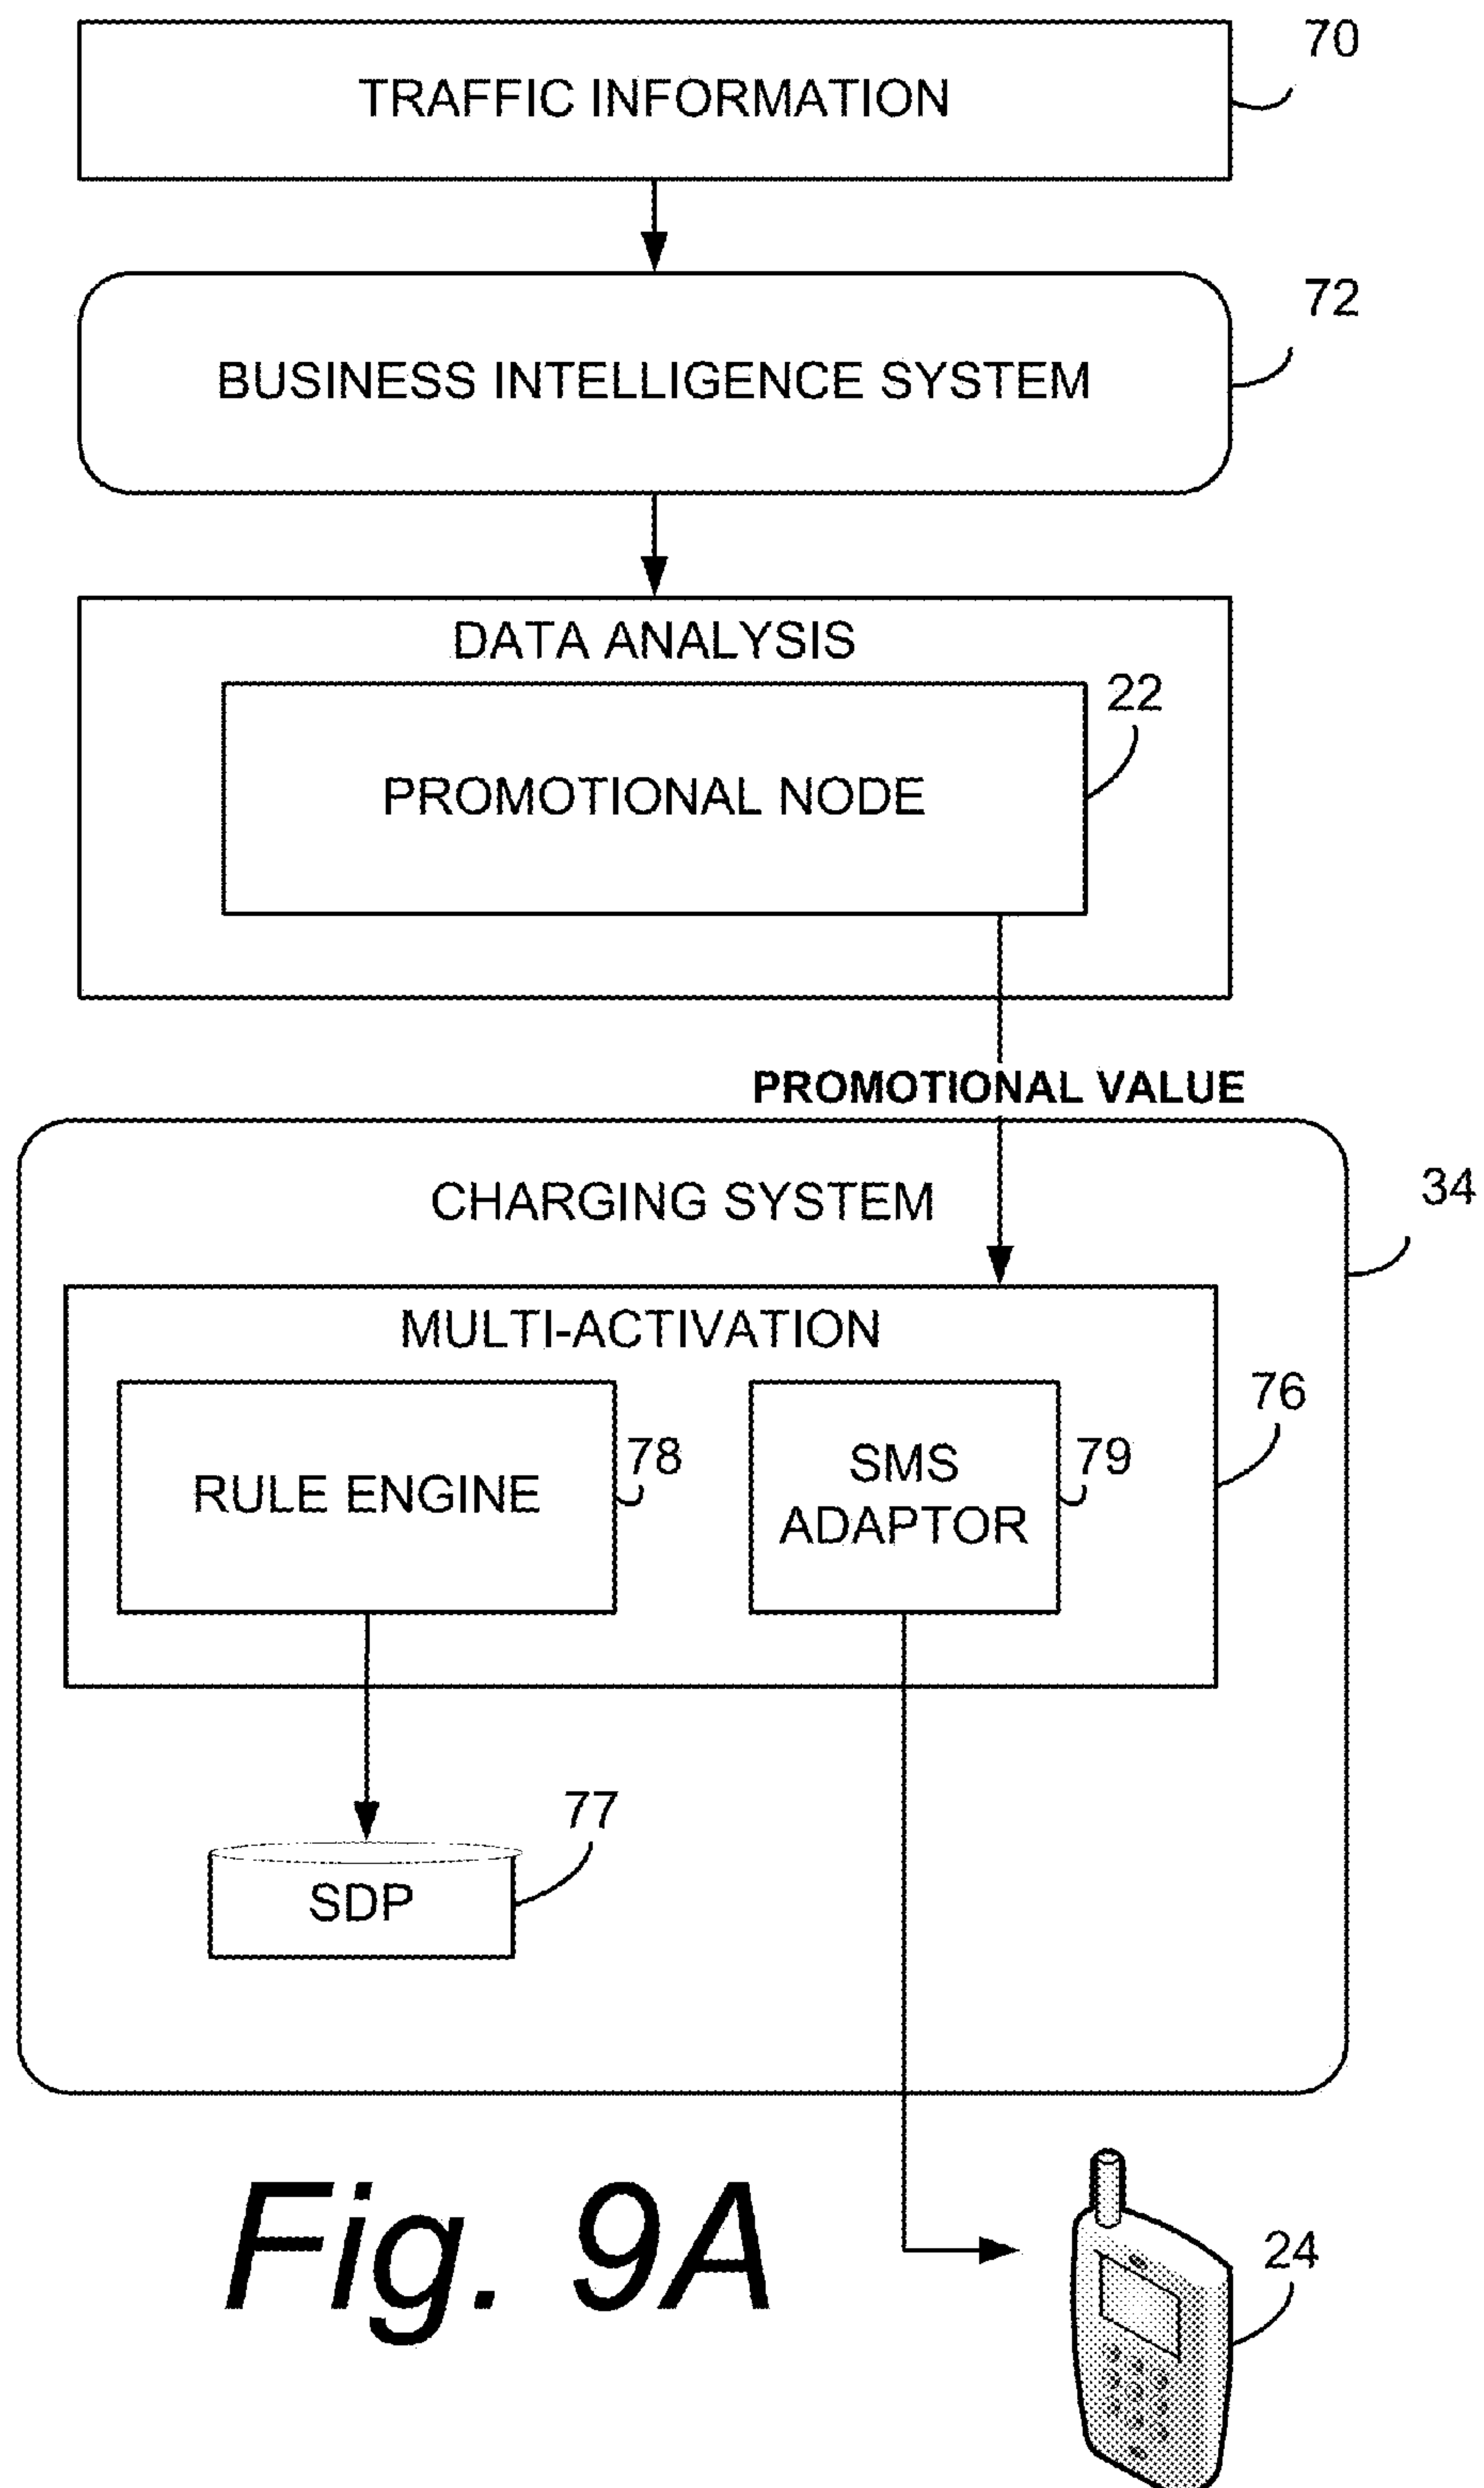 70
TRAFFIC INFORMATION
72
BUSINESS INTELLIGENCE SYSTEM
DATA ANALYSIS
22
PROMOTIONAL NODE
PROMOTIONAL VALUE
CHARGING SYSTEM
34
MULTI-ACTIVATION
76
RULE ENGINE
78
SMS
ADAPTOR
79
77
SDP
Fig. 9A
24